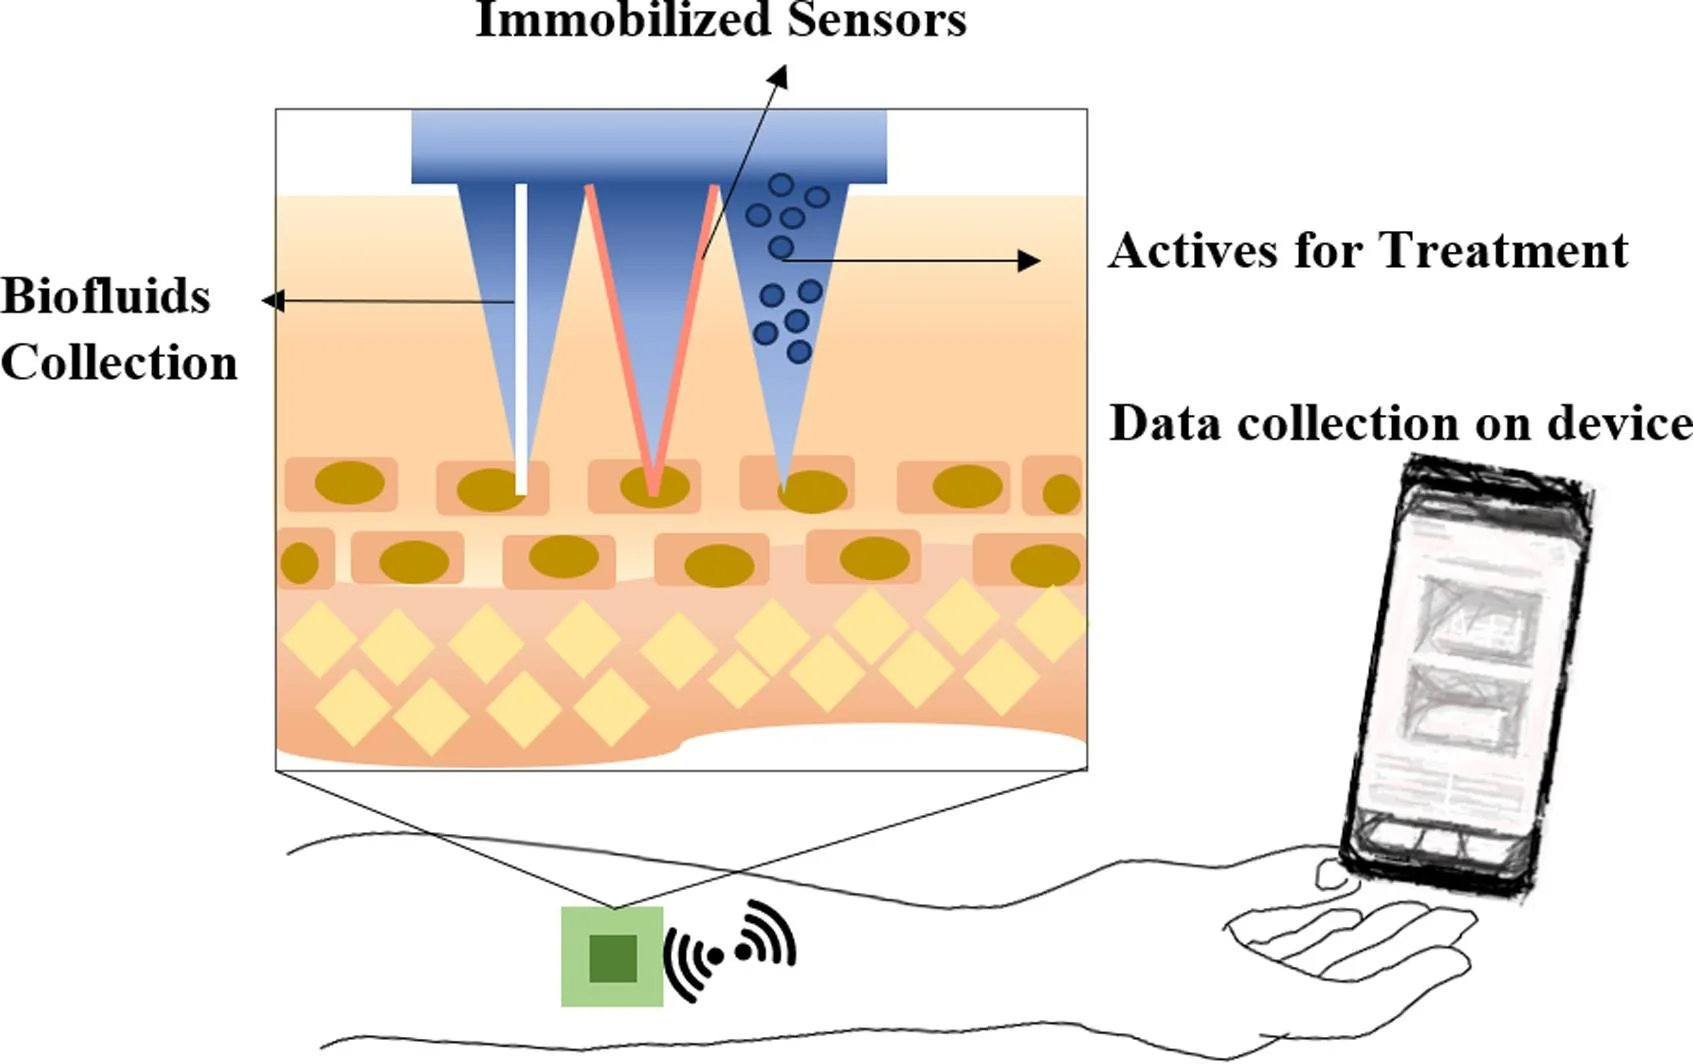 Immobilized Sensors
Biofluids
Collection
Actives for Treatment
Data collection on device